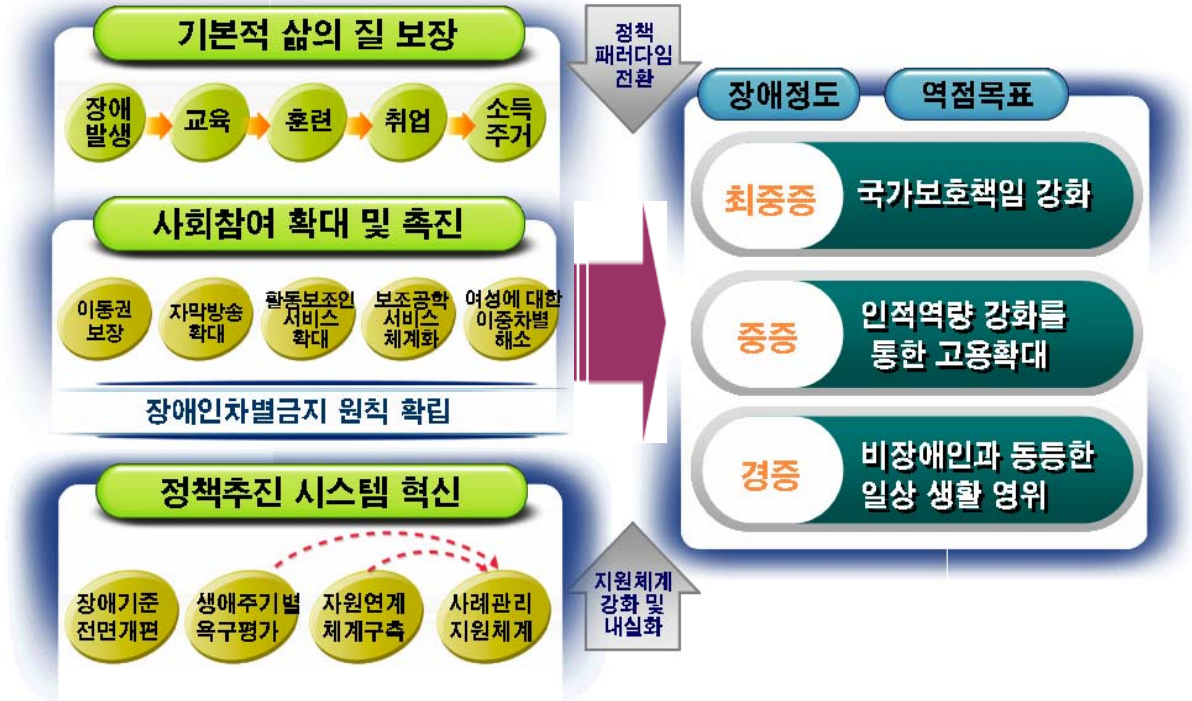 기본적 삶의 질 보장
장애
발생
교육
훈련
취업
소득
주거
사회참여 확대 및 촉진
이동권
보장
자막방송
확대
활동보조인
서비스
확대
보조공학
서비스
체계화
여성에 대한
이중차별
해소
장애인차별금지 원칙 확립
정책추진 시스템 혁신
장애기준
전면개편
생애주기별
욕구평가
자원연계
체계구축
사례관리
지원체계
정책
패러다임
전환
지원체계
강화 및
내실화
장애정도
역점목표
최중증
국가보호책임 강화
중증
인적역량 강화를
통한 고용확대
경증
비장애인과 동등한
일상 생활 영위